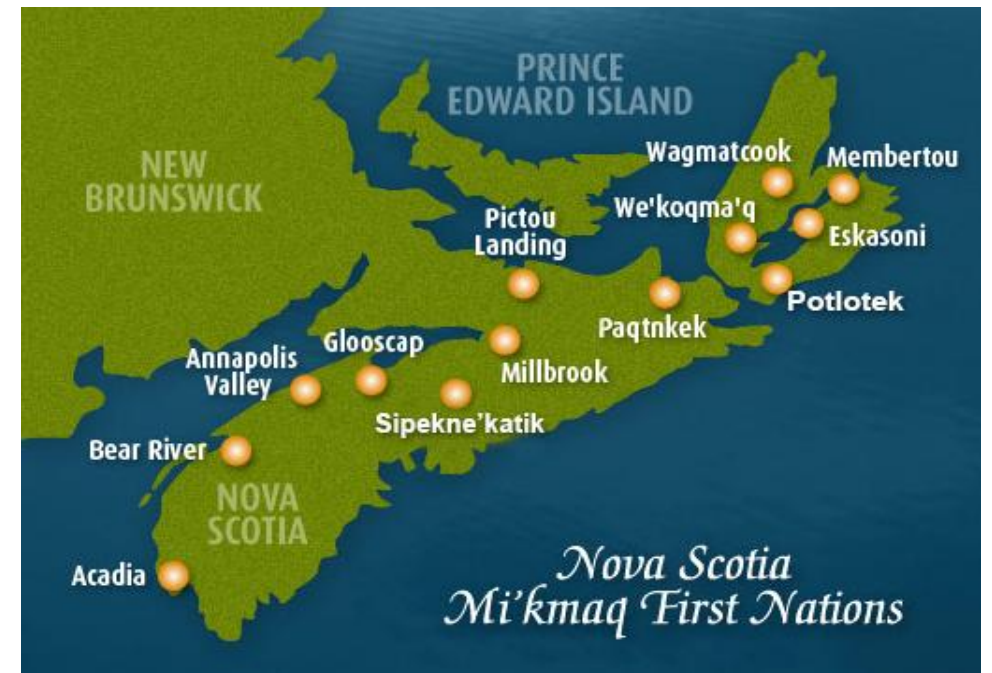 PRINCE
EDWARD ISLAND
NEW
BRUNSWICK
Wagmatcook
Membertou
We'koqma'q
Pictou
Landing
Eskasoni
Potlotek
Paqtnkek
Glooscap
Annapolis
Valley
Millbrook
Sipekne’katik
Bear River
NOVA
SCOTIA
Acadia
Nova Scotia
Mi’kmaq First Nations